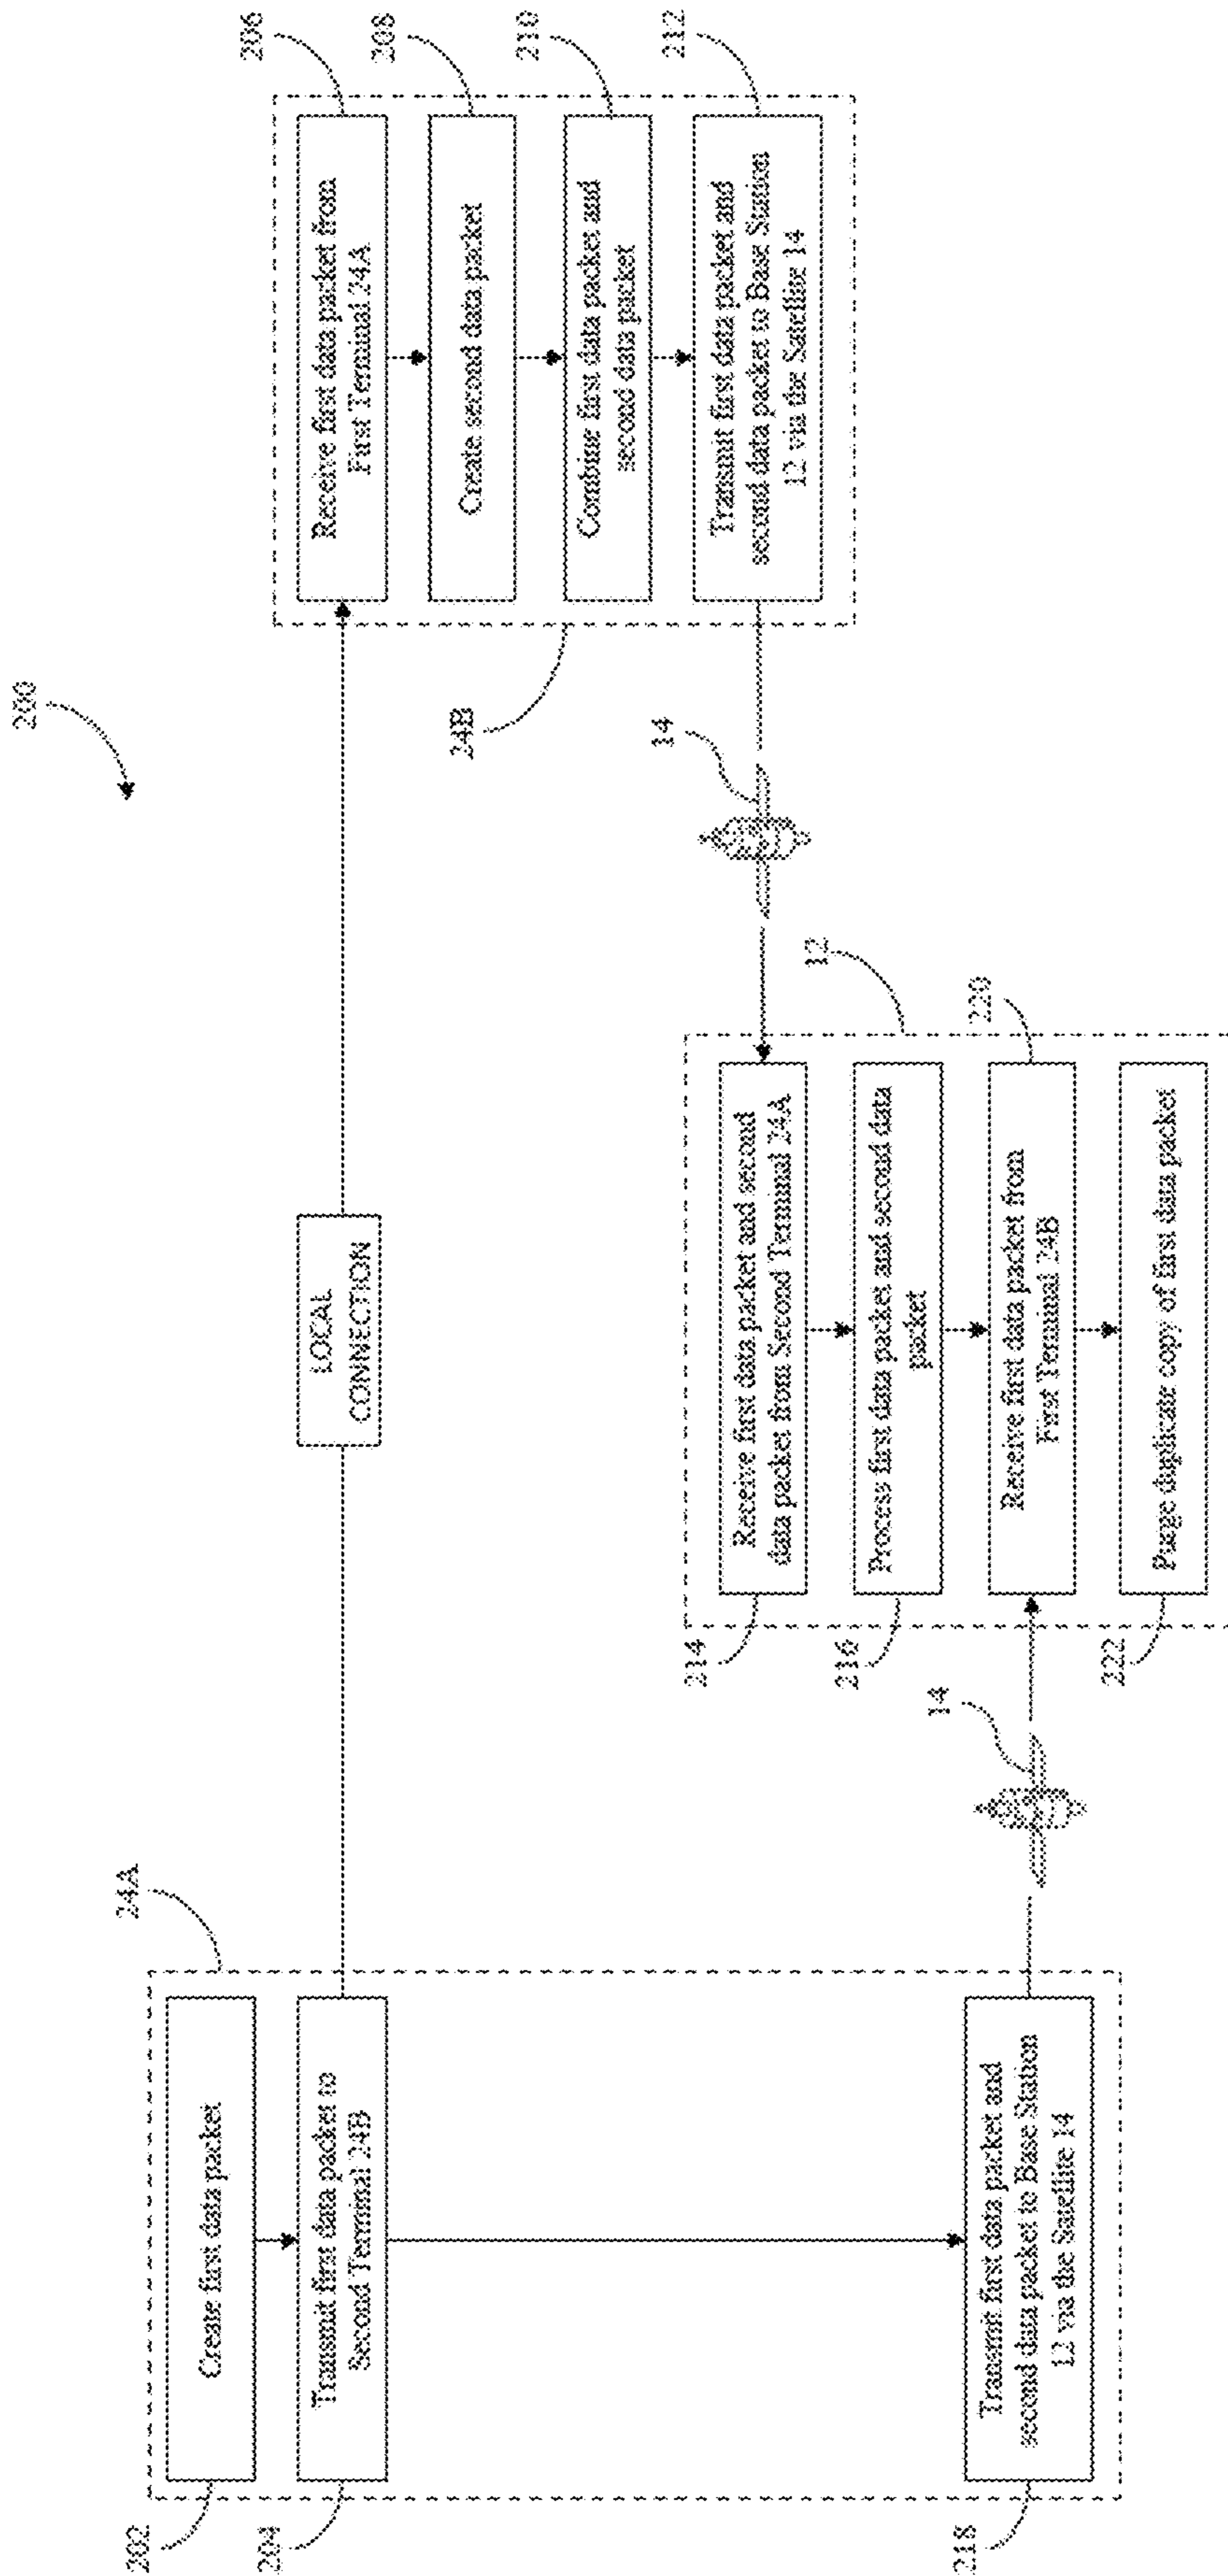 200
24A
202
Create first data packet
204
Transmit first data packet to
Second Terminal 24B
218
Transmit first data packet and
second data packet to Base Station
12 via the Satellite 14
LOCAL
CONNECTION
14
12
214
Receive first data packet and second
data packet from Second Terminal 24A
216
Process first data packet and second data
packet
220
Receive first data packet from
First Terminal 24B
222
Purge duplicate copy of first data packet
14
24B
206
Receive first data packet from
First Terminal 24A
208
Create second data packet
210
Combine first data packet and
second data packet
212
Transmit first data packet and
second data packet to Base Station
12 via the Satellite 14